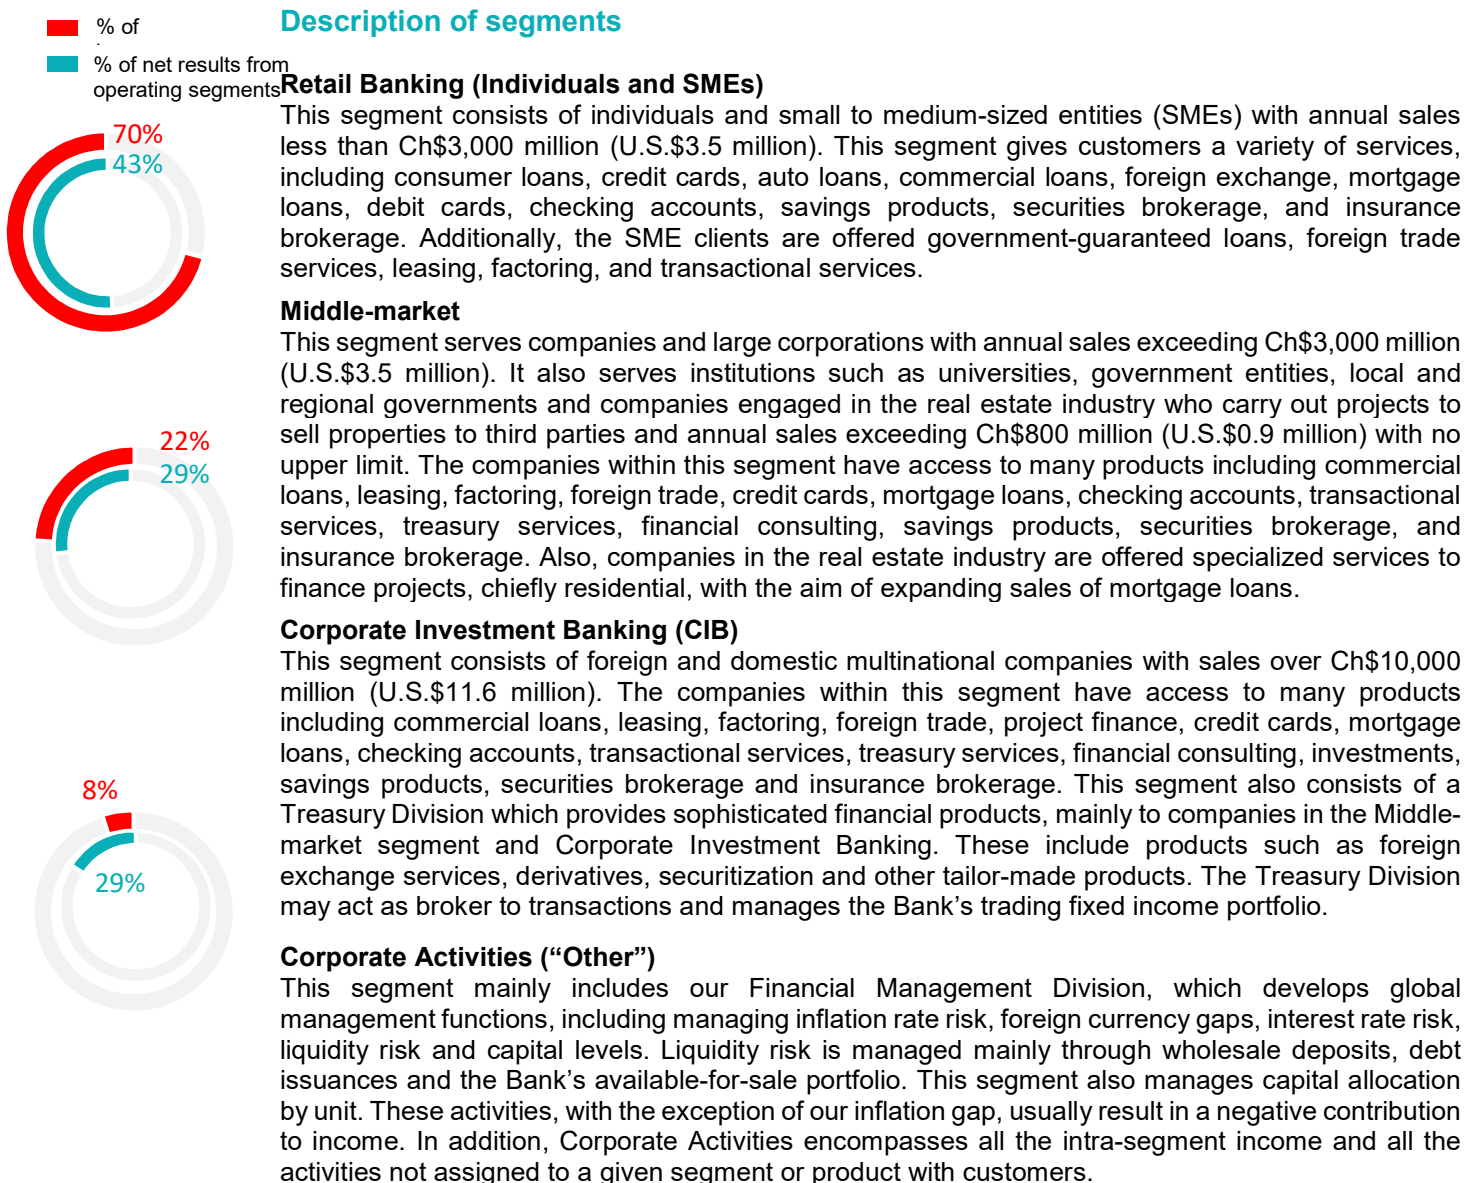 % of
% of net results from
operating segments
70%
43%
22%
29%
8%
29%
Description of segments
Retail Banking (Individuals and SMEs)
This segment consists of individuals and small to medium-sized entities (SMEs) with annual sales
less than Ch$3,000 million (U.S.$3.5 million). This segment gives customers a variety of services,
including consumer loans, credit cards, auto loans, commercial loans, foreign exchange, mortgage
loans, debit cards, checking accounts, savings products, securities brokerage, and insurance
brokerage. Additionally, the SME clients are offered government-guaranteed loans, foreign trade
services, leasing, factoring, and transactional services.
Middle-market
This segment serves companies and large corporations with annual sales exceeding Ch$3,000 million
(U.S.$3.5 million). It also serves institutions such as universities, government entities, local and
regional governments and companies engaged in the real estate industry who carry out projects to
sell properties to third parties and annual sales exceeding Ch$800 million (U.S.$0.9 million) with no
upper limit. The companies within this segment have access to many products including commercial
loans, leasing, factoring, foreign trade, credit cards, mortgage loans, checking accounts, transactional
services, treasury services, financial consulting, savings products, securities brokerage, and
insurance brokerage. Also, companies in the real estate industry are offered specialized services to
finance projects, chiefly residential, with the aim of expanding sales of mortgage loans.
Corporate Investment Banking (CIB)
This segment consists of foreign and domestic multinational companies with sales over Ch$10,000
million (U.S.$11.6 million). The companies within this segment have access to many products
including commercial loans, leasing, factoring, foreign trade, project finance, credit cards, mortgage
loans, checking accounts, transactional services, treasury services, financial consulting, investments,
savings products, securities brokerage and insurance brokerage. This segment also consists of a
Treasury Division which provides sophisticated financial products, mainly to companies in the Middle-
market segment and Corporate Investment Banking. These include products such as foreign
exchange services, derivatives, securitization and other tailor-made products. The Treasury Division
may act as broker to transactions and manages the Bank’s trading fixed income portfolio.
Corporate Activities (“Other”)
This segment mainly includes our Financial Management Division, which develops global
management functions, including managing inflation rate risk, foreign currency gaps, interest rate risk,
liquidity risk and capital levels. Liquidity risk is managed mainly through wholesale deposits, debt
issuances and the Bank’s available-for-sale portfolio. This segment also manages capital allocation
by unit. These activities, with the exception of our inflation gap, usually result in a negative contribution
to income. In addition, Corporate Activities encompasses all the intra-segment income and all the
activities not assigned to a given segment or product with customers.